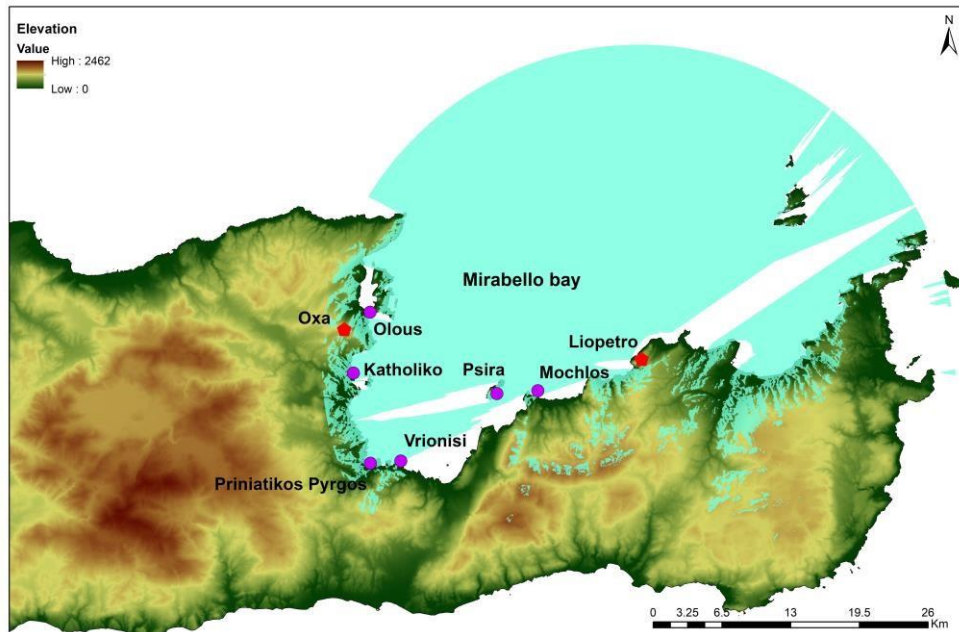 Elevation
Value
High : 2462
Low : 0
N
Mirabello bay
Oxa
Olous
Liopetro
Katholiko
Psira
Mochlos
Vrionisi
Priniatikos Pyrgos
0 3.25 6.5 13 19.5 26
Km